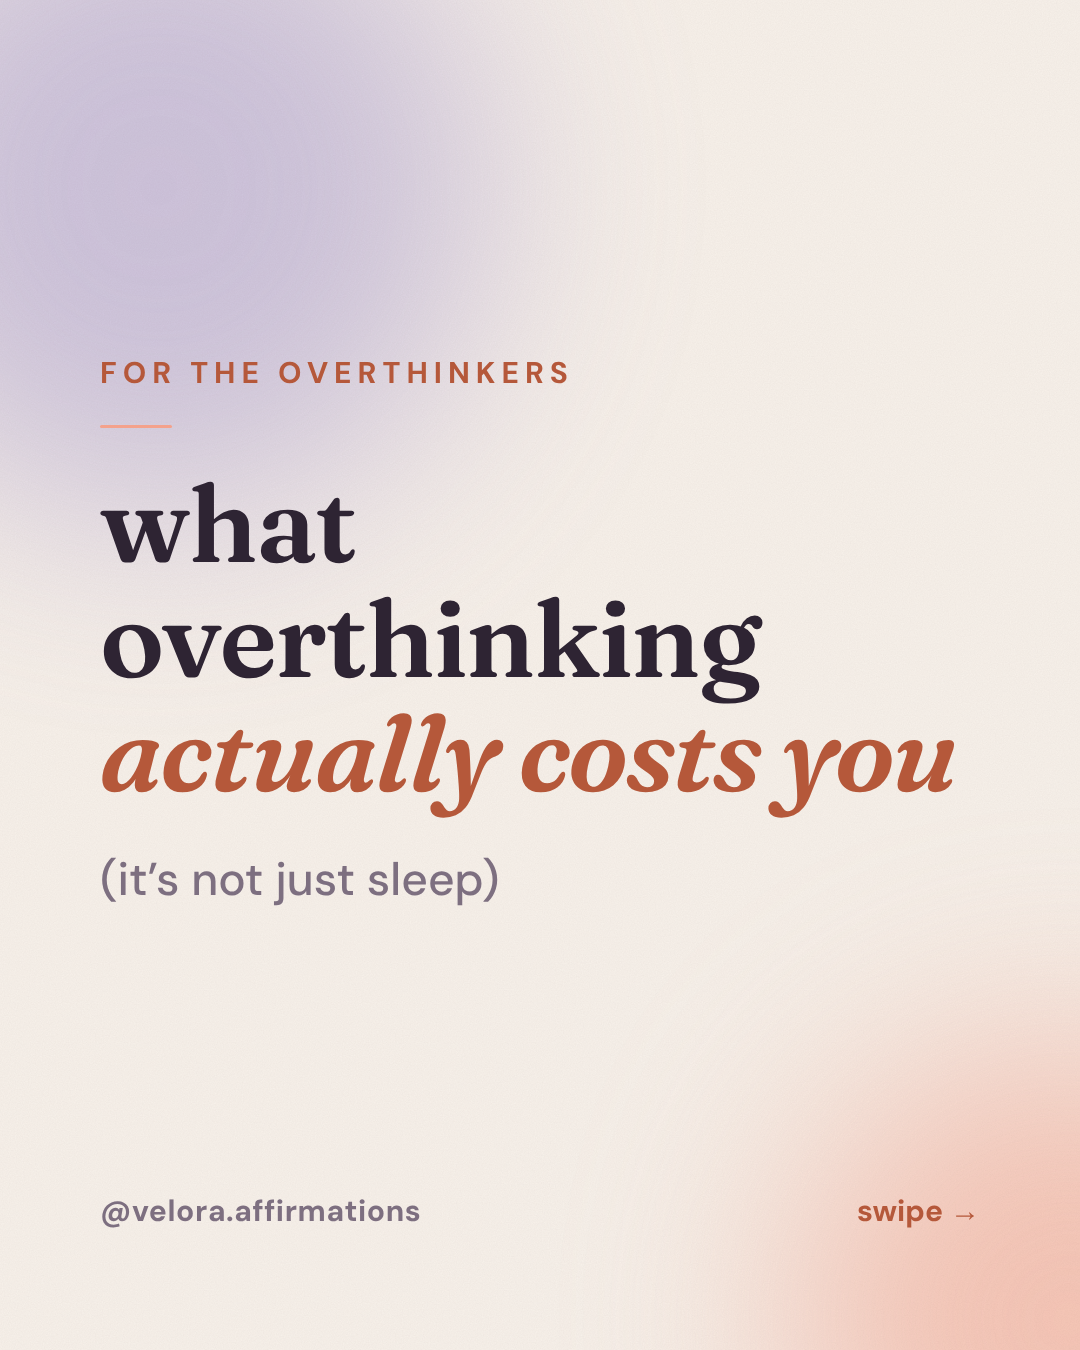 FOR THE OVERTHINKERS
what
overthinking
actually costs you
(it’s not just sleep)
@velora.affirmations
swipe →